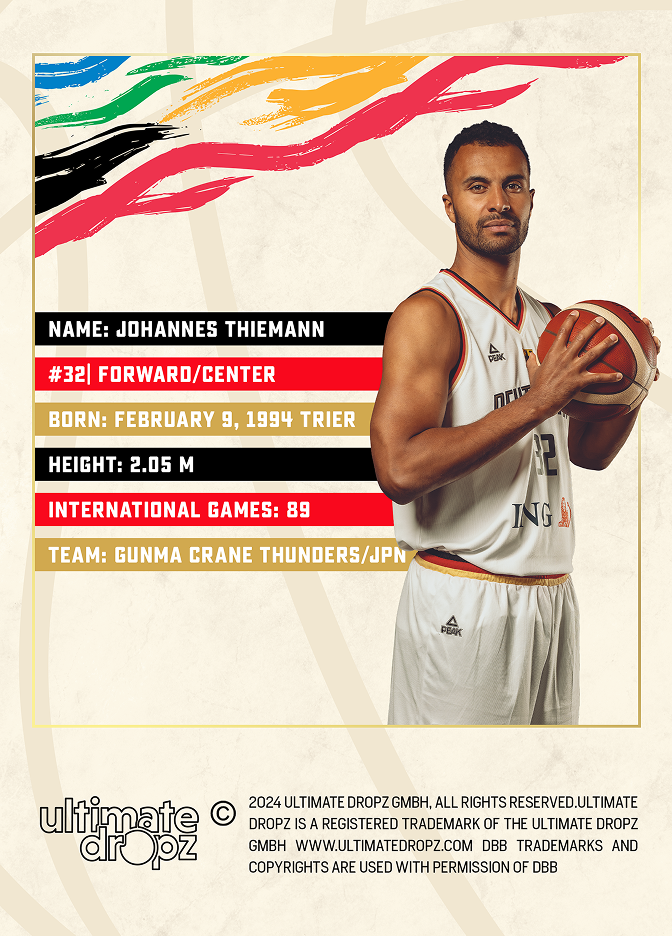 NAME: JOHANNES THIEMANN
#32| FORWARD/CENTER
BORN: FEBRUARY 9, 1994 TRIER
HEIGHT: 2.05 M
INTERNATIONAL GAMES: 89
TEAM: GUNMA CRANE THUNDERS/JPN
PEAK
32
ING
PEAK
ultimate
dropz
©
2024 ULTIMATE DROPZ GMBH, ALL RIGHTS RESERVED.ULTIMATE
DROPZ IS A REGISTERED TRADEMARK OF THE ULTIMATE DROPZ
GMBH WWW.ULTIMATEDROPZ.COM DBB TRADEMARKS AND
COPYRIGHTS ARE USED WITH PERMISSION OF DBB